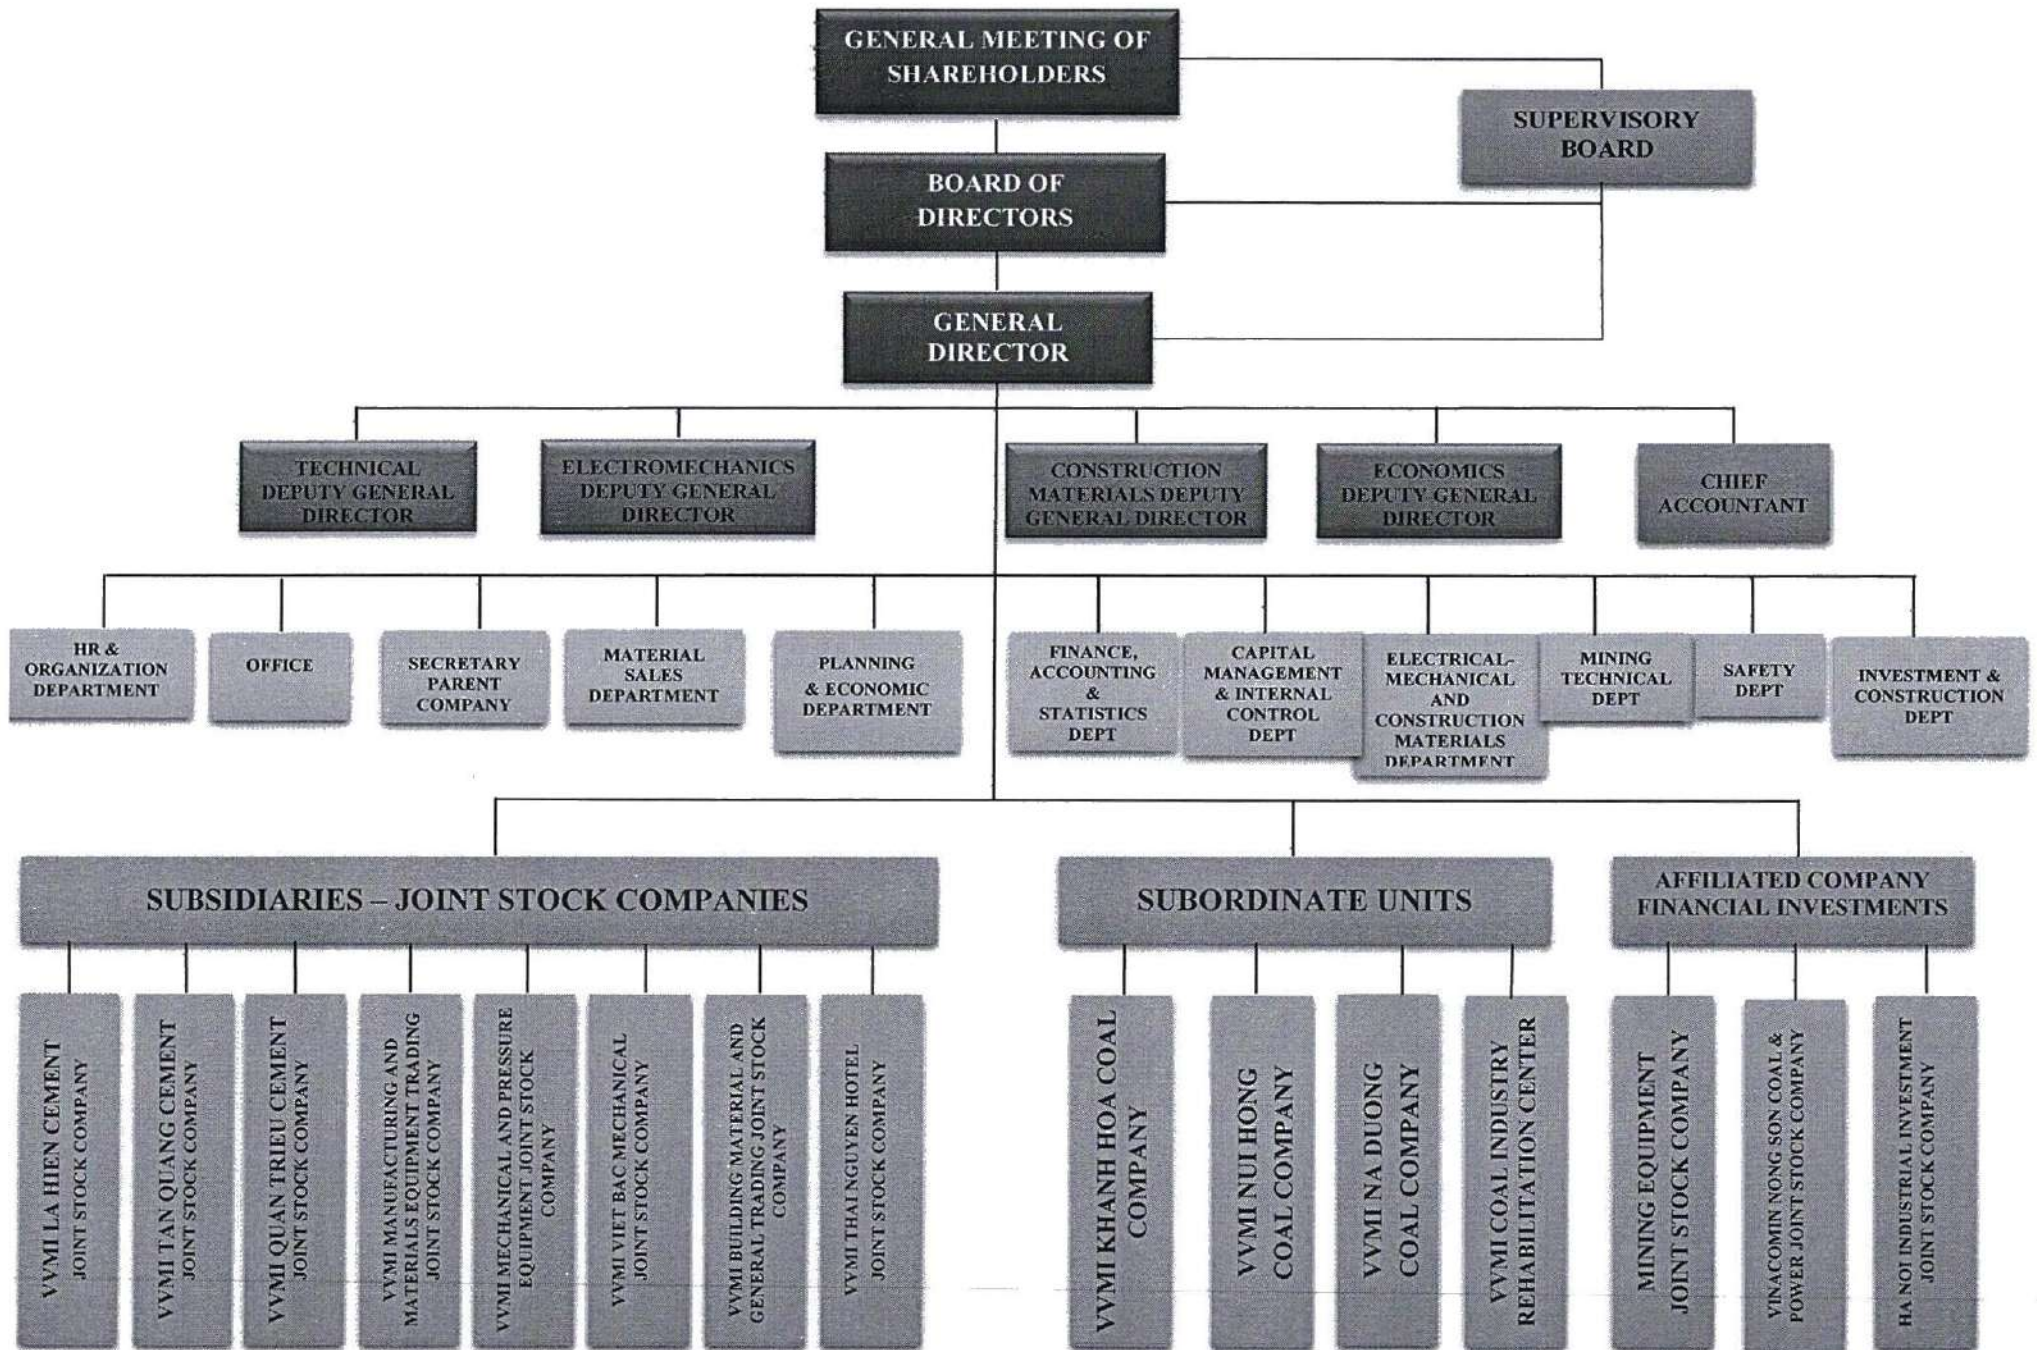 GENERAL MEETING OF
SHAREHOLDERS
SUPERVISORY
BOARD
BOARD OF
DIRECTORS
GENERAL
DIRECTOR
TECHNICAL
DEPUTY GENERAL
DIRECTOR
ELECTROMECHANICS
DEPUTY GENERAL
DIRECTOR
CONSTRUCTION
MATERIALS DEPUTY
GENERAL DIRECTOR
ECONOMICS
DEPUTY GENERAL
DIRECTOR
CHIEF
ACCOUNTANT
HR &
ORGANIZATION
DEPARTMENT
OFFICE
SECRETARY
PARENT
COMPANY
MATERIAL
SALES
DEPARTMENT
PLANNING
& ECONOMIC
DEPARTMENT
FINANCE,
ACCOUNTING
&
STATISTICS
DEPT
CAPITAL
MANAGEMENT
& INTERNAL
CONTROL
DEPT
ELECTRICAL-
MECHANICAL
AND
CONSTRUCTION
MATERIALS
DEPARTMENT
MINING
TECHNICAL
DEPT
SAFETY
DEPT
INVESTMENT &
CONSTRUCTION
DEPT
SUBSIDIARIES – JOINT STOCK COMPANIES
SUBORDINATE UNITS
AFFILIATED COMPANY
FINANCIAL INVESTMENTS
VVMI LA HIEN CEMENT
JOINT STOCK COMPANY
VVMI TAN QUANG CEMENT
JOINT STOCK COMPANY
VVMI QUAN TRIEU CEMENT
JOINT STOCK COMPANY
VVMI MANUFACTURING AND
MATERIALS EQUIPMENT TRADING
JOINT STOCK COMPANY
VVMI MECHANICAL AND PRESSURE
EQUIPMENT JOINT STOCK
COMPANY
VVMI VIET BAC MECHANICAL
JOINT STOCK COMPANY
VVMI BUILDING MATERIAL AND
GENERAL TRADING JOINT STOCK
COMPANY
VVMI THAI NGUYEN HOTEL
JOINT STOCK COMPANY
VVMI KHANH HOA COAL
COMPANY
VVMI NUI HONG
COAL COMPANY
VVMI NA DUONG
COAL COMPANY
VVMI COAL INDUSTRY
REHABILITATION CENTER
MINING EQUIPMENT
JOINT STOCK COMPANY
VINACOMIN NONG SON COAL &
POWER JOINT STOCK COMPANY
HA NOI INDUSTRIAL INVESTMENT
JOINT STOCK COMPANY